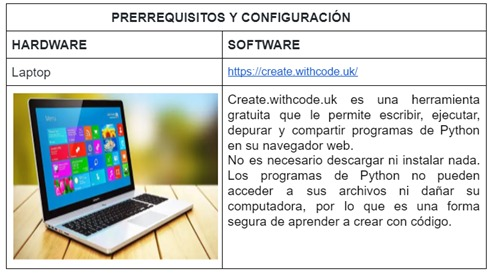 PRERREQUISITOS Y CONFIGURACIÓN
HARDWARE
SOFTWARE
Laptop
https://create.withcode.uk/
Create.withcode.uk es una herramienta
gratuita que le permite escribir, ejecutar,
depurar y compartir programas de Python
en su navegador web.
No es necesario descargar ni instalar nada.
Los programas de Python no pueden
acceder a sus archivos ni dañar su
computadora, por lo que es una forma
segura de aprender a crear con código.